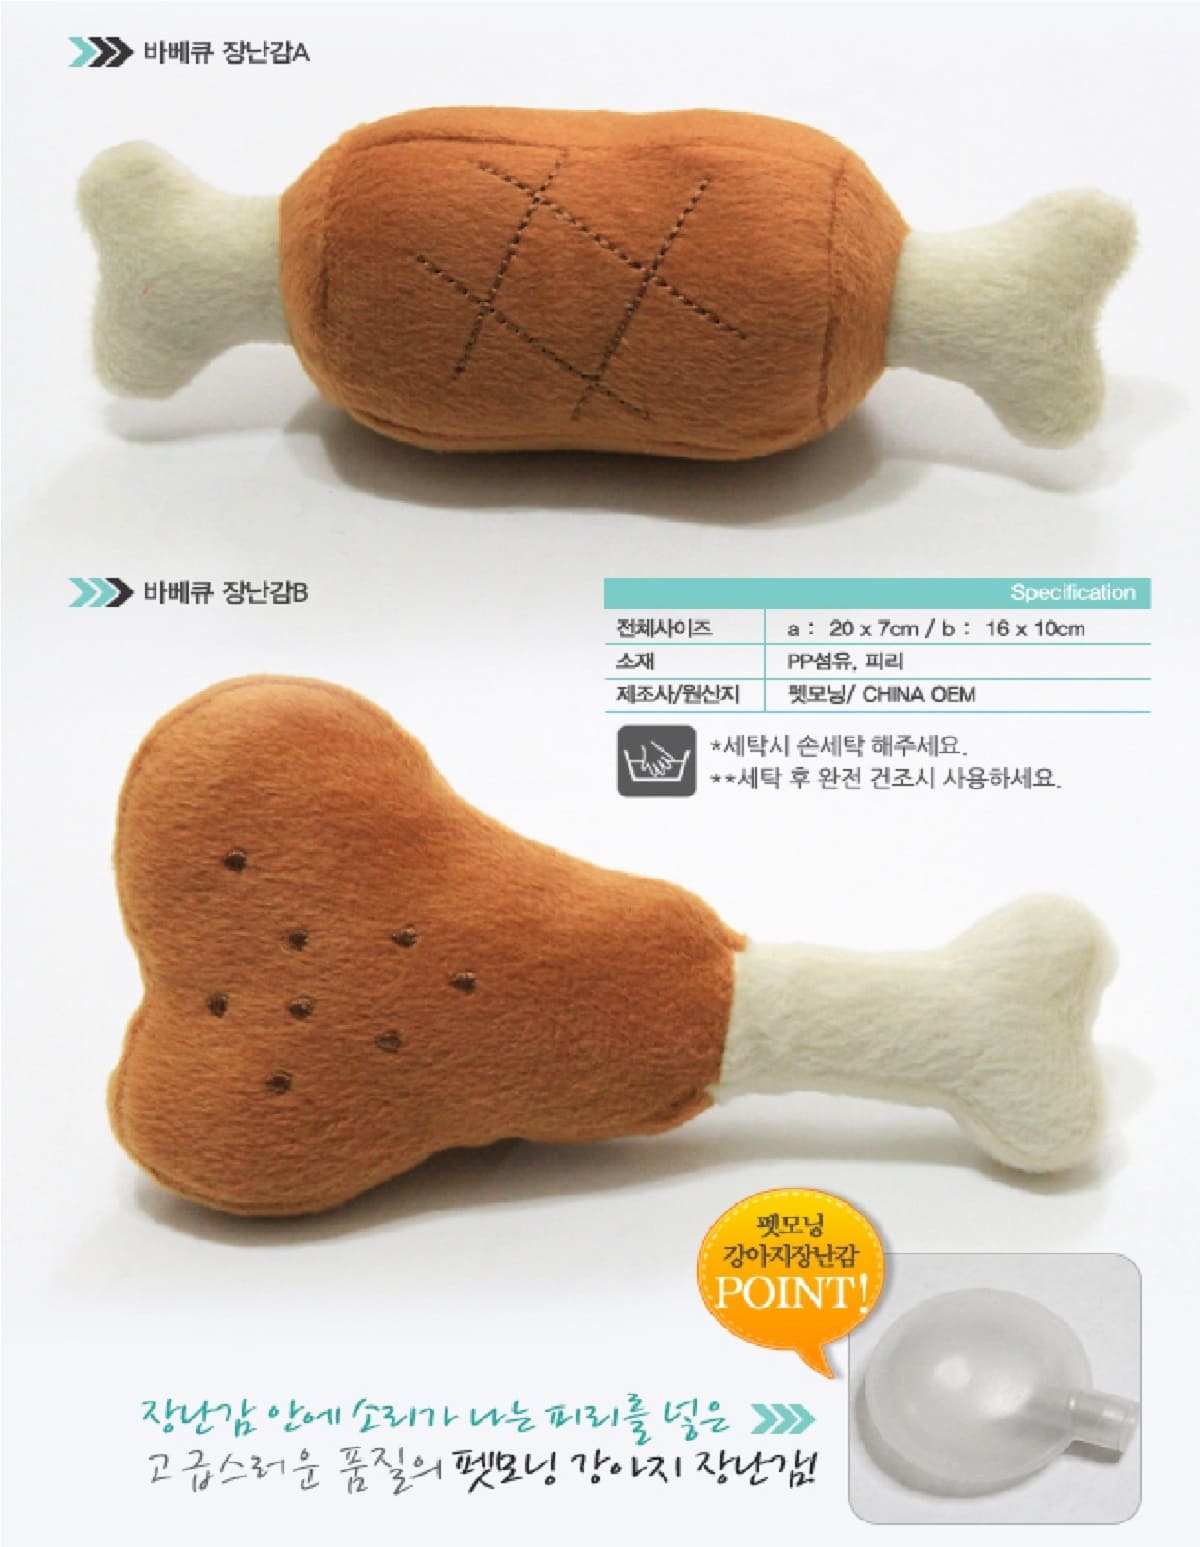 바베큐 장난감A
바베큐 장난감B
Specification
전체사이즈 a : 20 x 7cm / b : 16 x 10cm
소재 PP섬유, 피리
제조사/원산지 펫모닝/ CHINA OEM
*세탁시 손세탁 해주세요.
**세탁 후 완전 건조시 사용하세요.
펫모닝
강아지장난감
POINT!
장난감 안에 소리가 나는 피리를 넣은
고급스러운 품질의 펫모닝 강아지 장난감!